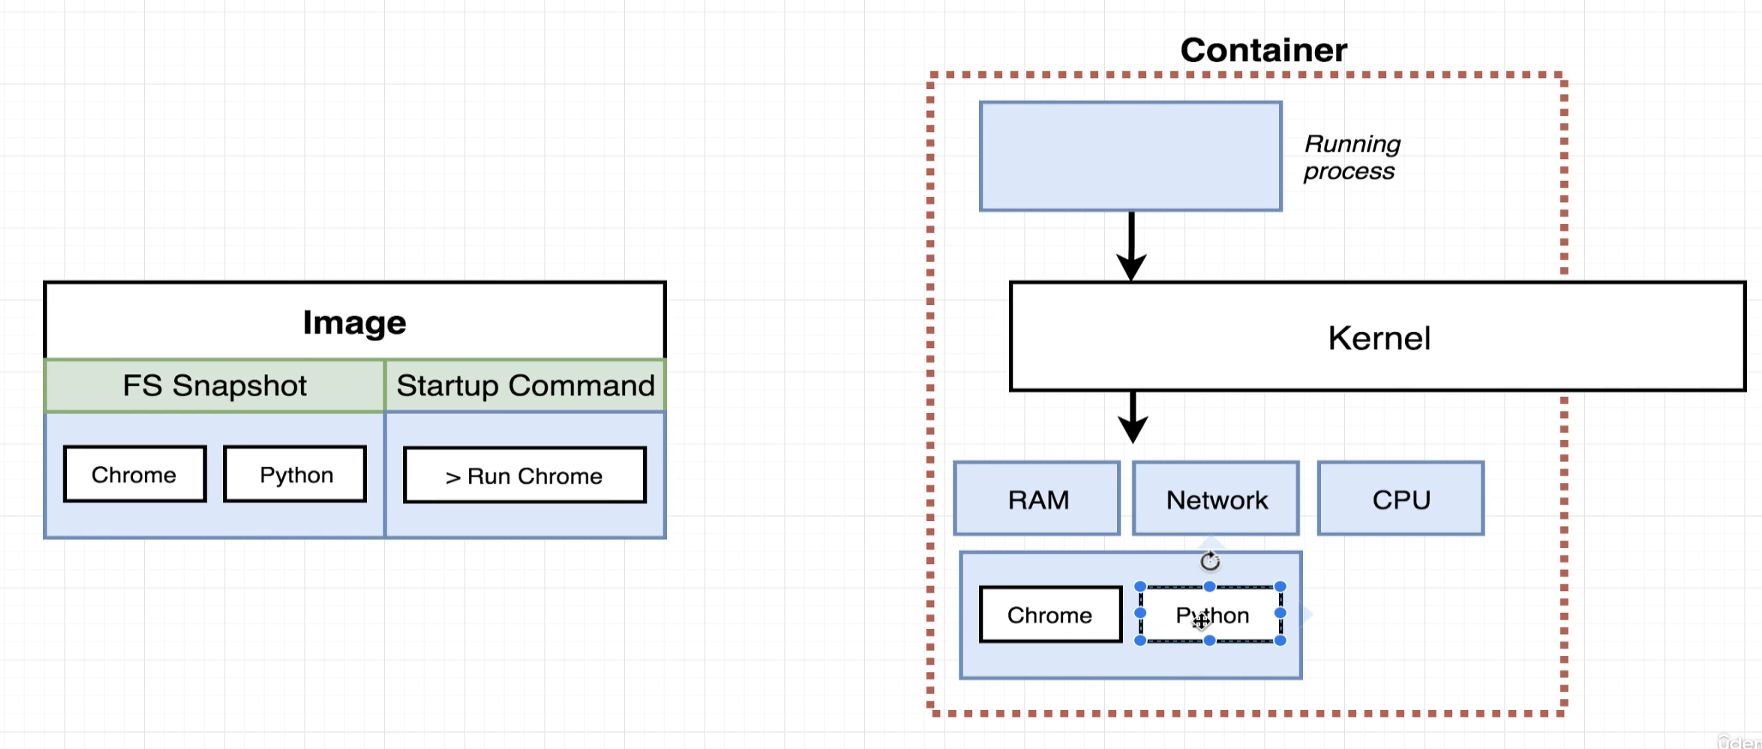 Container
Running
process
Kernel
Image
FS Snapshot
Startup Command
Chrome
Python
> Run Chrome
RAM
Network
CPU
Chrome
Python